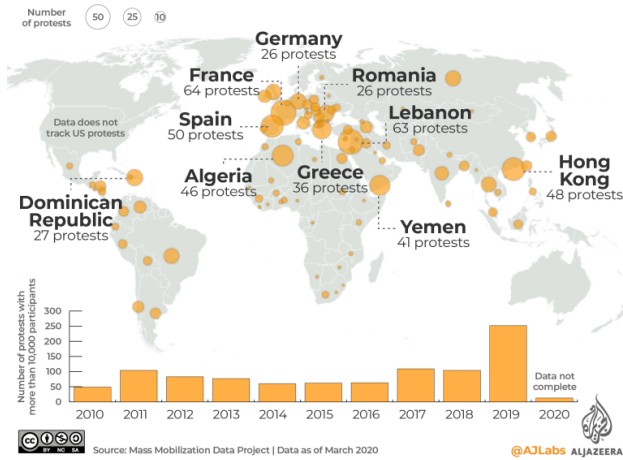 Number
of protests
50
25
10
Germany
26 protests
France
64 protests
Romania
26 protests
Data does not
track US protests
Spain
50 protests
Lebanon
63 protests
Algeria
46 protests
Greece
36 protests
Hong
Kong
48 protests
Dominican
Republic
27 protests
Yemen
41 protests
Number of protests with
more than 10,000 participants
300
250
200
150
100
50
0
Data not
complete
2010 2011 2012 2013 2014 2015 2016 2017 2018 2019 2020
cc BY NC SA
Source: Mass Mobilization Data Project | Data as of March 2020
@AJLabs
ALJAZEERA